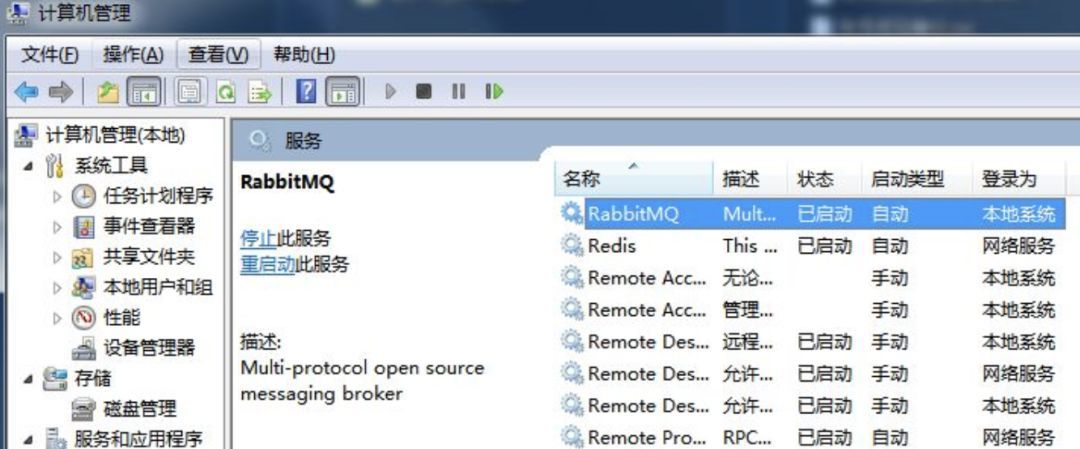 计算机管理
文件(F) 操作(A) 查看(V) 帮助(H)
计算机管理(本地)
系统工具
任务计划程序
事件查看器
共享文件夹
本地用户和组
性能
设备管理器
存储
磁盘管理
服务和应用程序
服务
RabbitMQ
停止此服务
重启动此服务
描述:
Multi-protocol open source
messaging broker
名称 描述 状态 启动类型 登录为
RabbitMQ Mult... 已启动 自动 本地系统
Redis This ... 已启动 自动 网络服务
Remote Acc... 无论... 手动 本地系统
Remote Acc... 管理... 手动 本地系统
Remote Des... 远程... 已启动 手动 本地系统
Remote Des... 允许... 已启动 手动 网络服务
Remote Des... 允许... 已启动 手动 本地系统
Remote Pro... RPC... 已启动 自动 网络服务